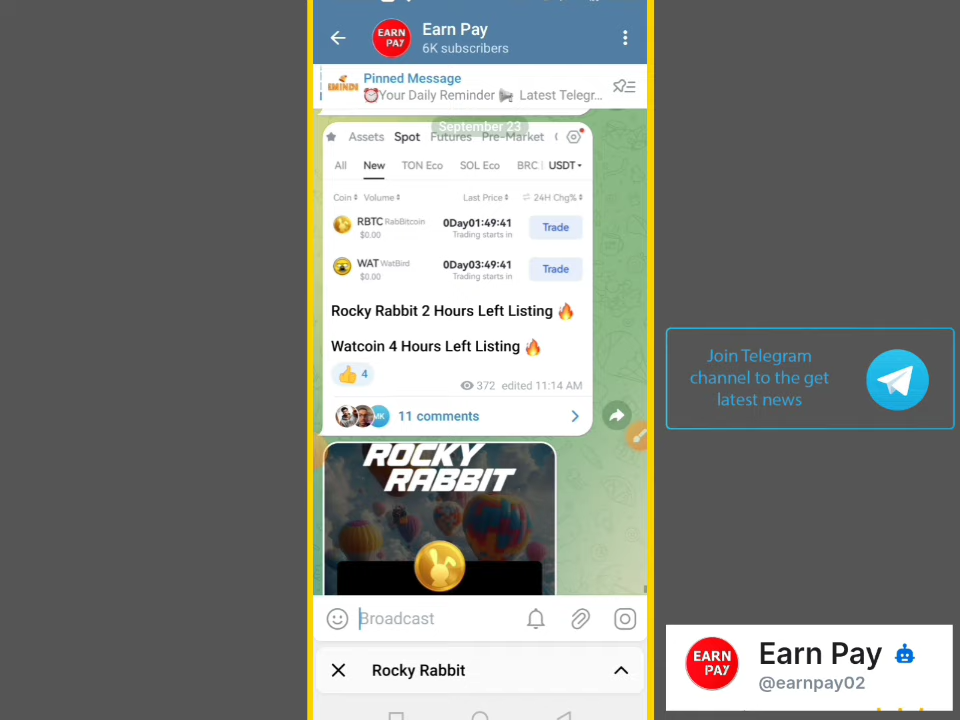 EARN
PAY
Earn Pay
6K subscribers
EMINDI
Pinned Message
⏰Your Daily Reminder 📢 Latest Telegr...
September 23
Assets Spot Futures Pre-Market
All New TON Eco SOL Eco BRC USDT
Coin Volume Last Price 24H Chg%
RBTC RabBitcoin 0Day01:49:41 Trade
$0.00 Trading starts in
WAT WatBird 0Day03:49:41 Trade
$0.00 Trading starts in
Rocky Rabbit 2 Hours Left Listing 🔥
Watcoin 4 Hours Left Listing 🔥
👍 4
372 edited 11:14 AM
MK 11 comments
ROCKY
RABBIT
Broadcast
Rocky Rabbit
Join Telegram
channel to the get
latest news
EARN
PAY
Earn Pay
@earnpay02